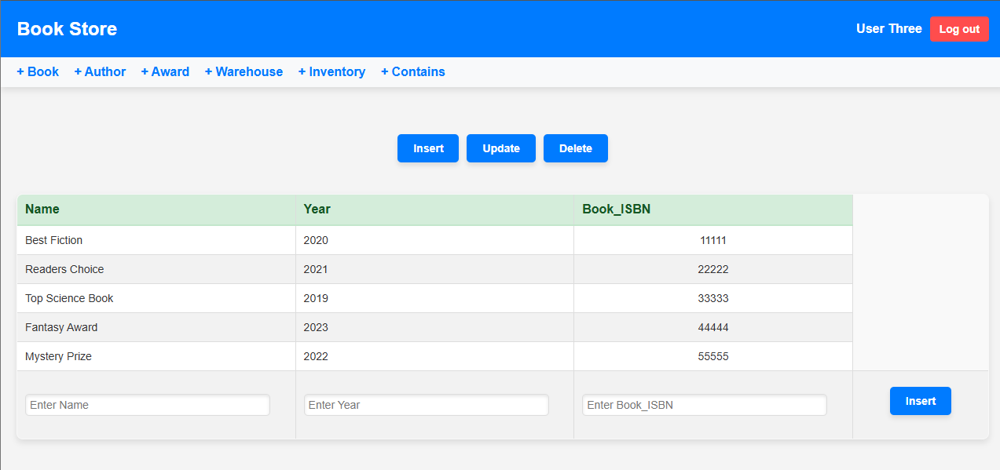 Book Store
User Three Log out
+ Book + Author + Award + Warehouse + Inventory + Contains
Insert Update Delete
Name Year Book_ISBN
Best Fiction 2020 11111
Readers Choice 2021 22222
Top Science Book 2019 33333
Fantasy Award 2023 44444
Mystery Prize 2022 55555
Enter Name Enter Year Enter Book_ISBN Insert